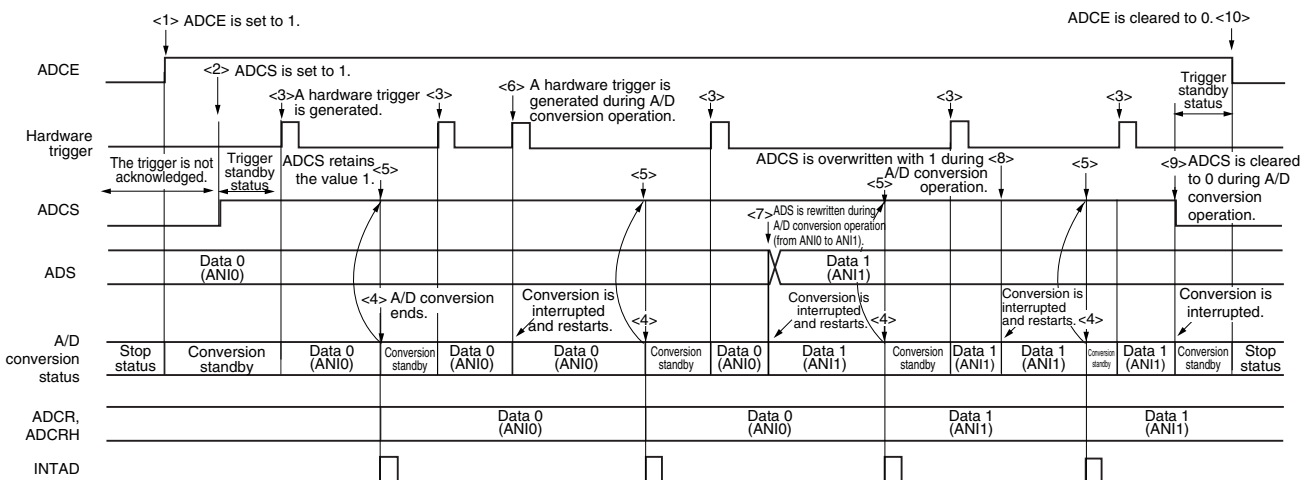 <1> ADCE is set to 1.
ADCE is cleared to 0. <10>
ADCE
<2> ADCS is set to 1.
<3> A hardware trigger
is generated.
<3>
<6> A hardware trigger is
generated during A/D
conversion operation.
<3>
<3>
<3>
Trigger
standby
status
Hardware
trigger
The trigger is not
acknowledged.
Trigger
standby
status
ADCS retains
the value 1.
<5>
<5>
ADCS is overwritten with 1 during <8>
A/D conversion
operation.
<5>
<5>
<9> ADCS is cleared
to 0 during A/D
conversion
operation.
ADCS
<7> ADS is rewritten during
A/D conversion operation
(from ANI0 to ANI1).
ADS
Data 0
(ANI0)
Data 1
(ANI1)
<4> A/D conversion
ends.
Conversion is
interrupted
and restarts.
<4>
Conversion is
interrupted
and restarts.
<4>
Conversion is
interrupted
and restarts.
<4>
Conversion is
interrupted.
A/D
conversion
status
Stop
status
Conversion
standby
Data 0
(ANI0)
Conversion
standby
Data 0
(ANI0)
Data 0
(ANI0)
Conversion
standby
Data 0
(ANI0)
Data 1
(ANI1)
Conversion
standby
Data 1
(ANI1)
Data 1
(ANI1)
Conversion
standby
Data 1
(ANI1)
Conversion
standby
Stop
status
ADCR,
ADCRH
Data 0
(ANI0)
Data 0
(ANI0)
Data 1
(ANI1)
Data 1
(ANI1)
INTAD